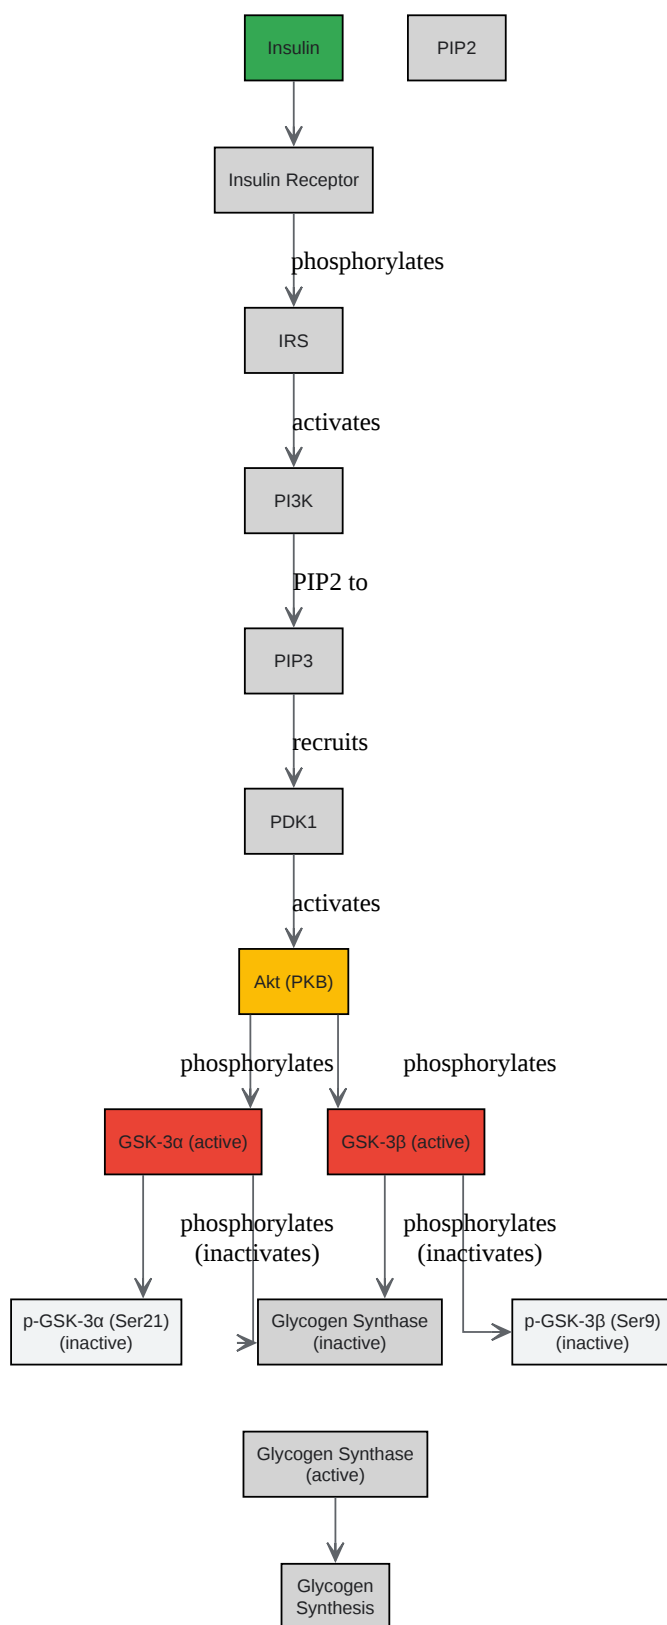 Insulin
PIP2
Insulin Receptor
phosphorylates
IRS
activates
PI3K
PIP2 to
PIP3
recruits
PDK1
activates
Akt (PKB)
phosphorylates
phosphorylates
GSK-3α (active)
GSK-3β (active)
phosphorylates
(inactivates)
phosphorylates
(inactivates)
p-GSK-3α (Ser21)
(inactive)
Glycogen Synthase
(inactive)
p-GSK-3β (Ser9)
(inactive)
Glycogen Synthase
(active)
Glycogen
Synthesis